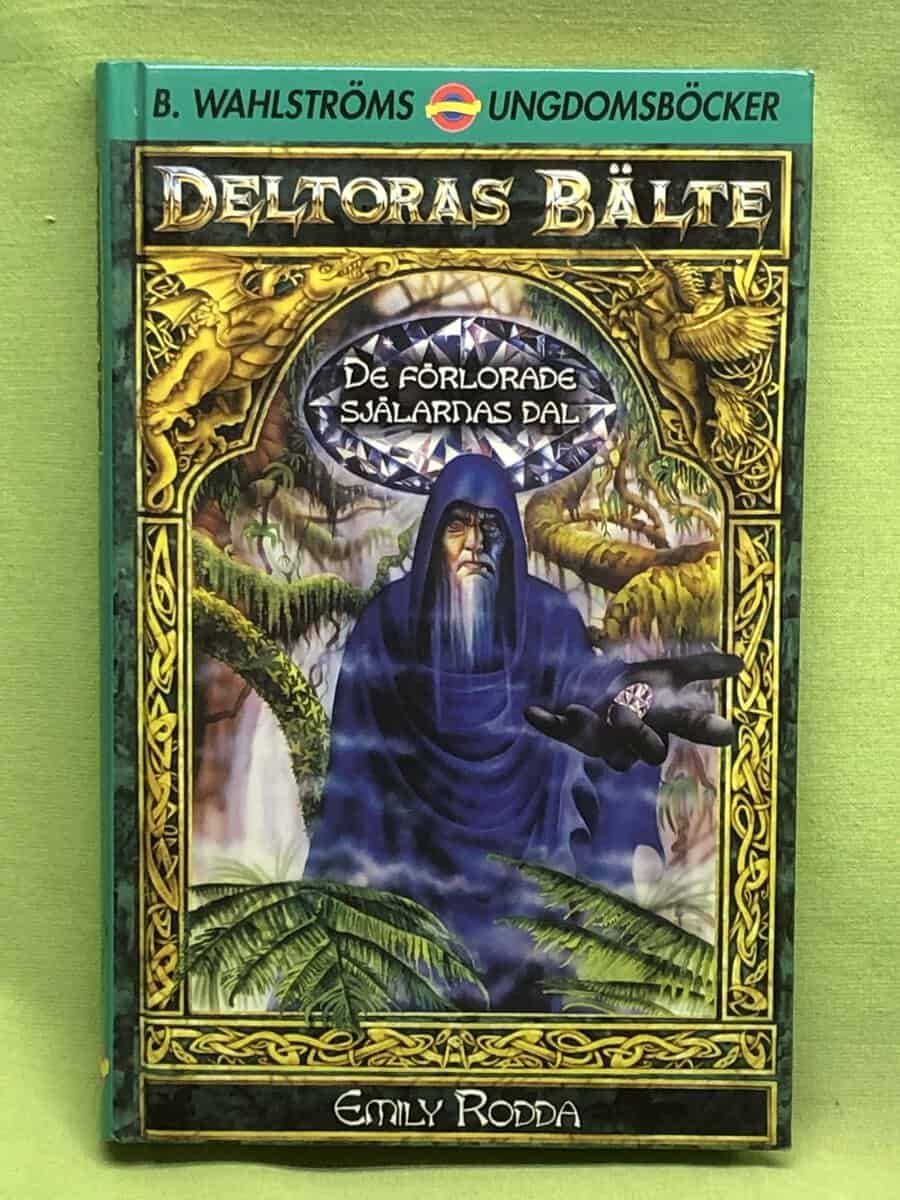 B. WAHLSTRÖMS UNGDOMSBÖCKER
DELTORAS BÄLTE
DE FÖRLORADE
SJÄLARNAS DAL
EMILY RODDA